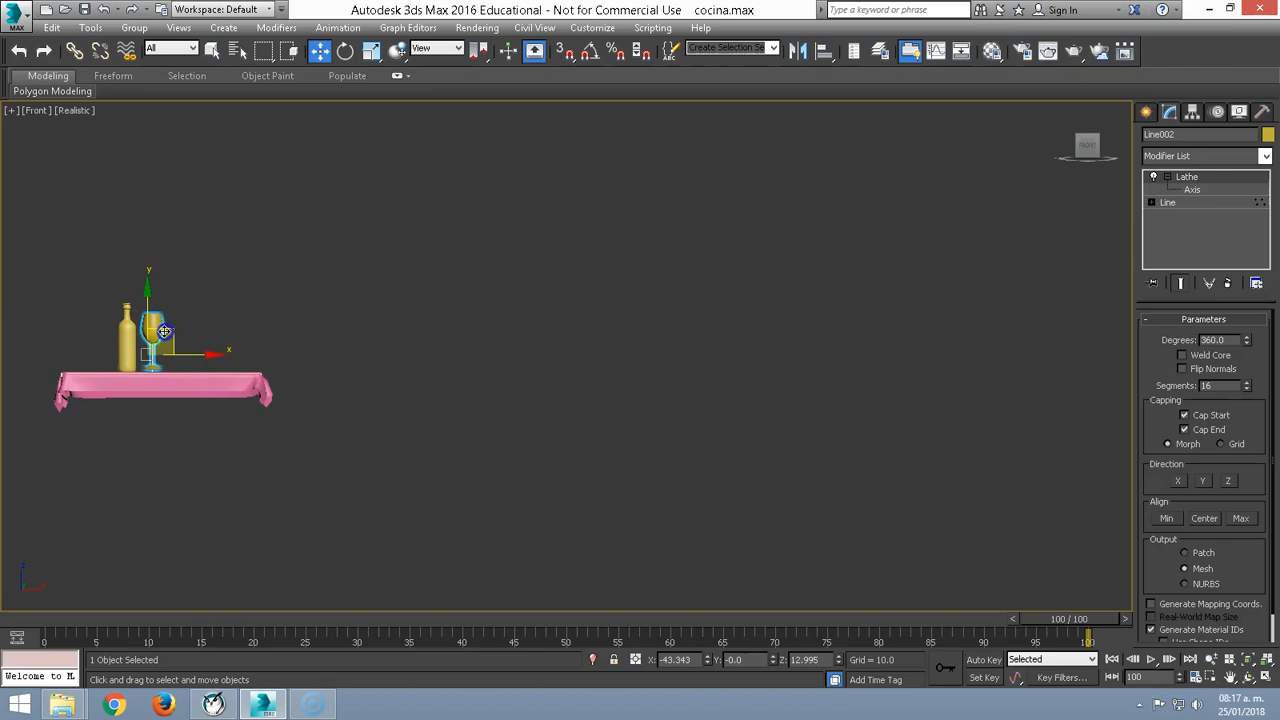 MAX
Workspace: Default
Autodesk 3ds Max 2016 Educational - Not for Commercial Use cocina.max
Type a keyword or phrase
Sign In
Edit Tools Group Views Create Modifiers Animation Graph Editors Rendering Civil View Customize Scripting Help
All View 3 Create Selection Se
Modeling Freeform Selection Object Paint Populate
Polygon Modeling
[+] [Front] [Realistic]
FRONT
y
x
Line002
Modifier List
Lathe
Axis
Line
Parameters
Degrees: 360.0
Weld Core
Flip Normals
Segments: 16
Capping
Cap Start
Cap End
Morph Grid
Direction
X Y Z
Align
Min Center Max
Output
Patch
Mesh
NURBS
Generate Mapping Coords.
Real-World Map Size
Generate Material IDs
100 / 100
0 5 10 15 20 25 30 35 40 45 50 55 60 65 70 75 80 85 90 95 100
1 Object Selected X: -43.343 Y: -0.0 Z: 12.995 Grid = 10.0 Auto Key Selected
Welcome to M Click and drag to select and move objects Add Time Tag Set Key Key Filters... 100
08:17 a. m.
25/01/2018